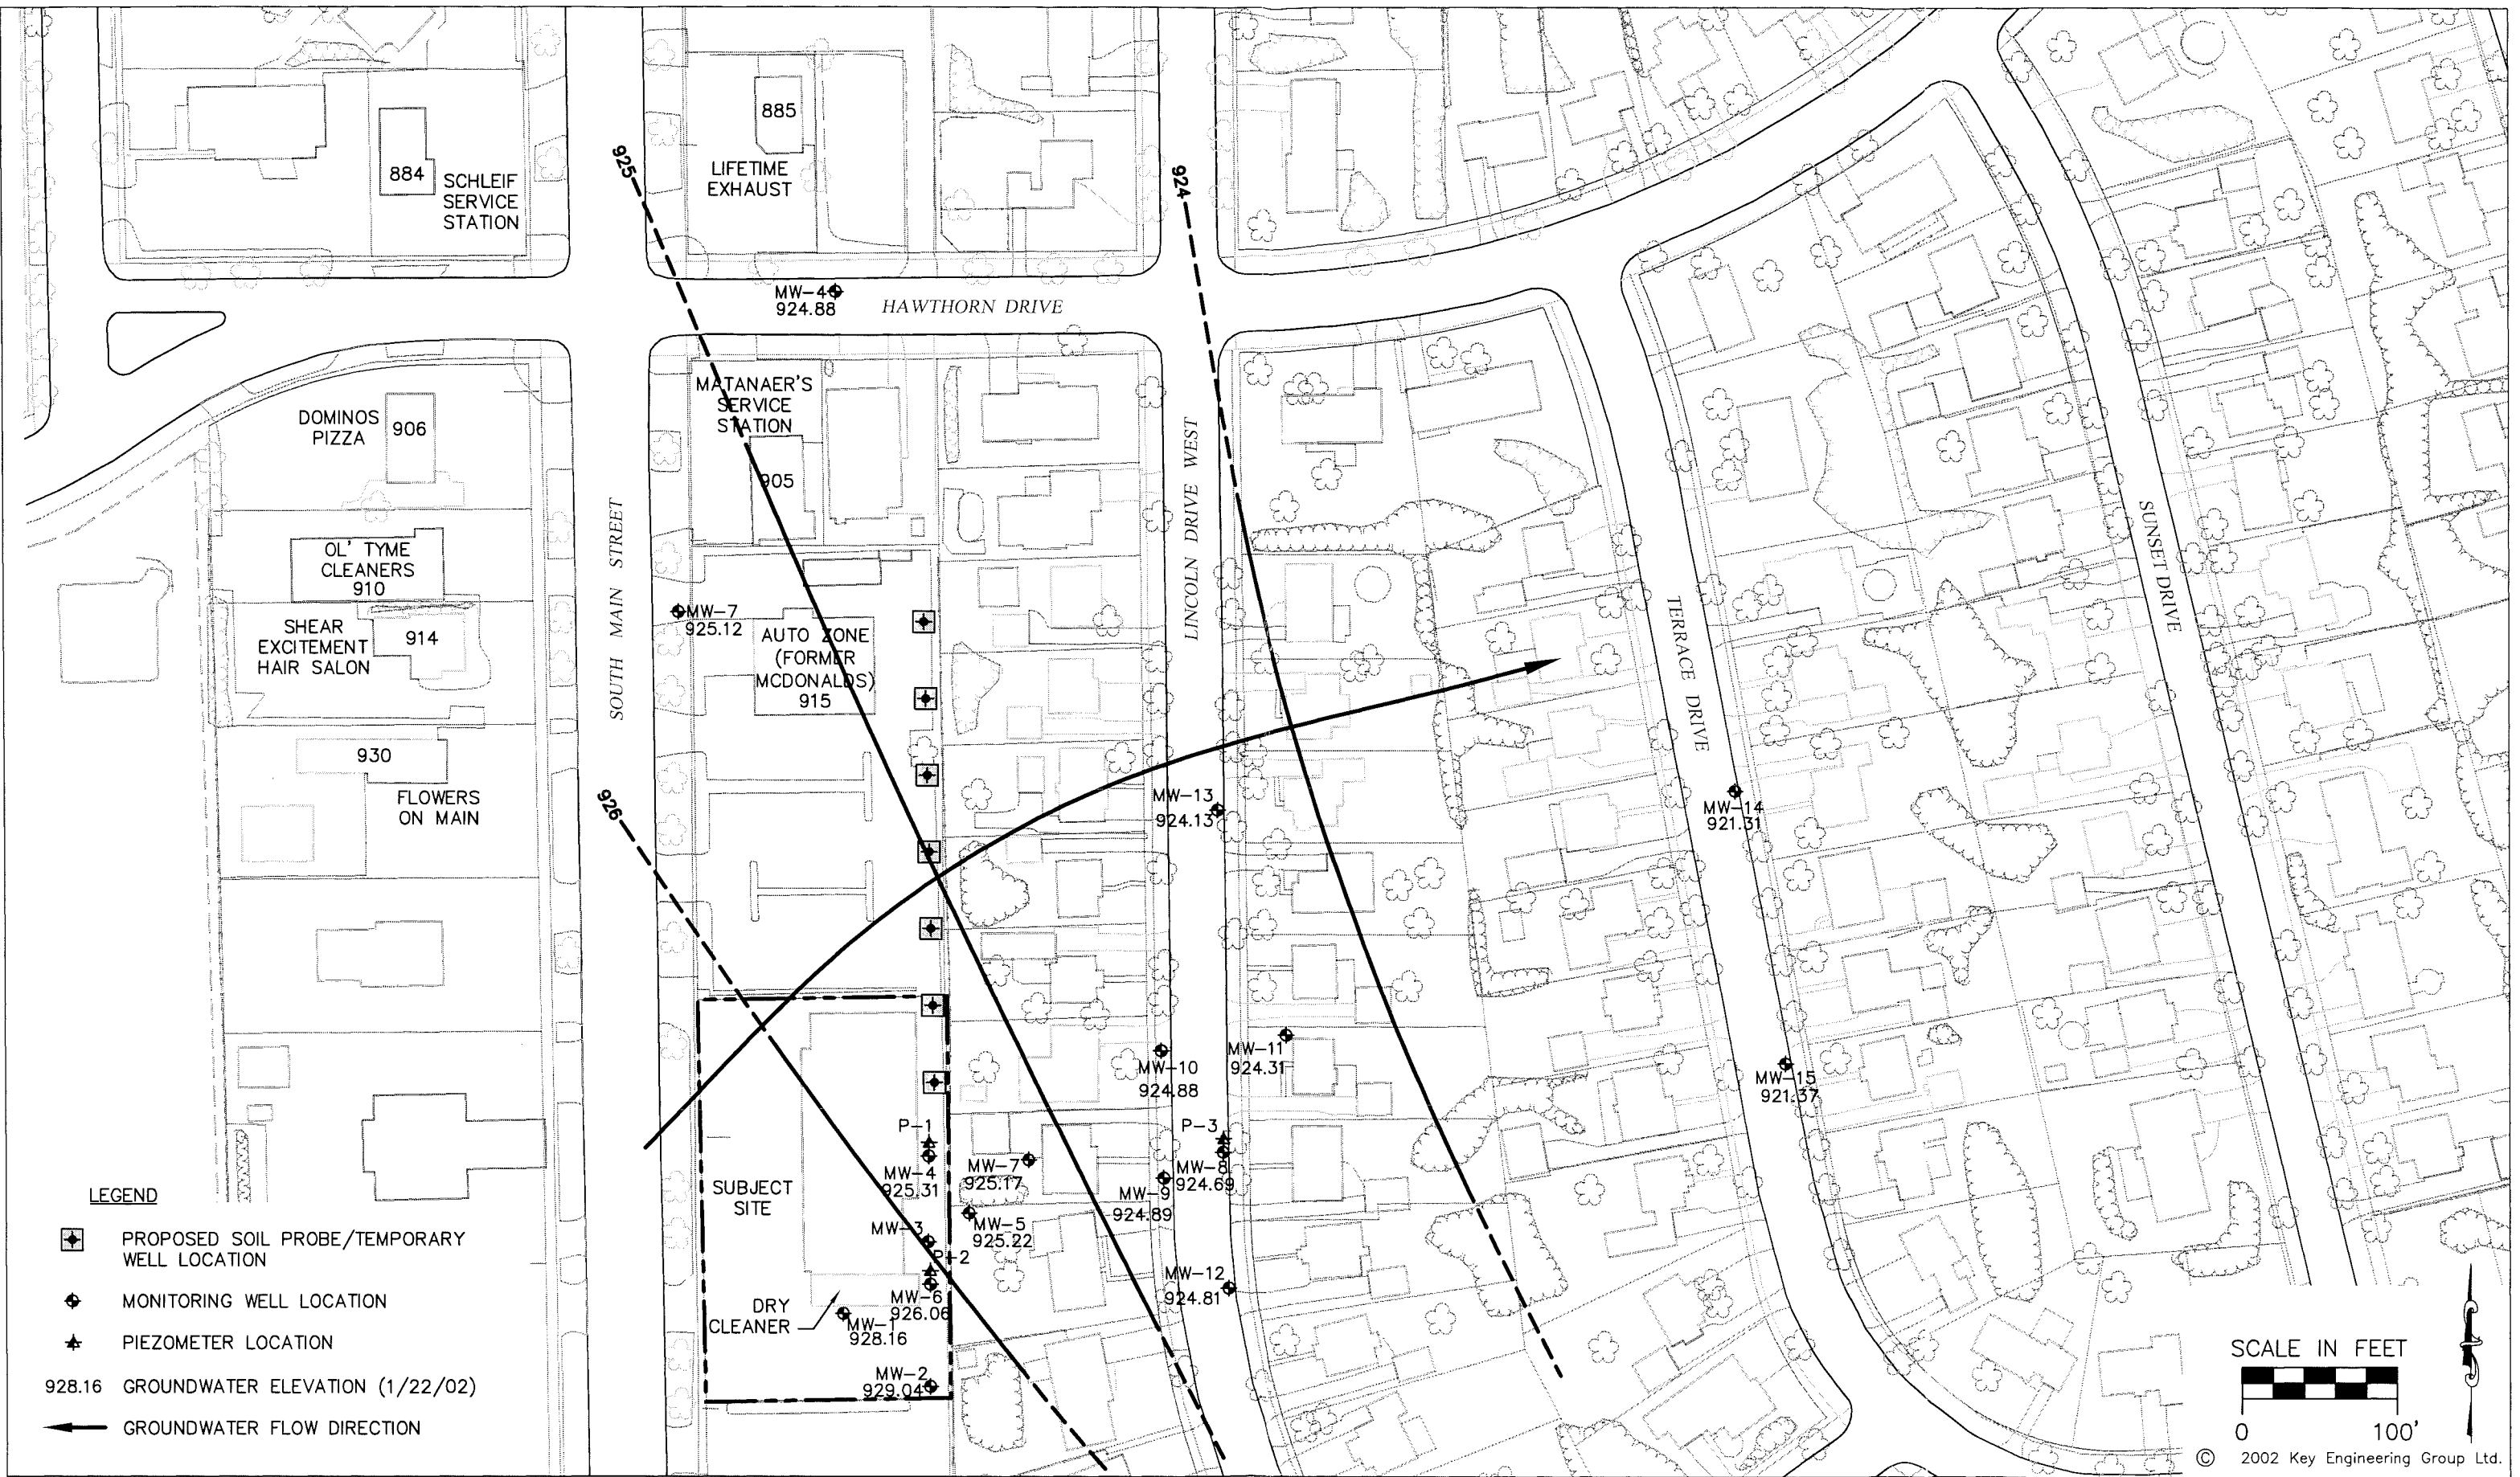 885
LIFETIME
EXHAUST
884
SCHLEIF
SERVICE
STATION
925
924
MW-4
924.88
HAWTHORN DRIVE
MATANAER'S
SERVICE
STATION
905
DOMINOS
PIZZA
906
OL' TYME
CLEANERS
910
SHEAR
EXCITEMENT
HAIR SALON
914
930
FLOWERS
ON MAIN
SOUTH MAIN STREET
LINCOLN DRIVE WEST
TERRACE DRIVE
SUNSET DRIVE
MW-7
925.12
AUTO ZONE
(FORMER
MCDONALDS)
915
926
MW-13
924.13
MW-14
921.31
MW-10
924.88
MW-11
924.31
MW-15
921.37
P-1
MW-4
925.31
MW-7
925.17
P-3
MW-8
924.69
MW-9
924.89
SUBJECT
SITE
MW-3
MW-5
925.22
P-2
MW-6
926.06
MW-12
924.81
DRY
CLEANER
MW-1
928.16
MW-2
929.04
LEGEND
PROPOSED SOIL PROBE/TEMPORARY
WELL LOCATION
MONITORING WELL LOCATION
PIEZOMETER LOCATION
928.16 GROUNDWATER ELEVATION (1/22/02)
GROUNDWATER FLOW DIRECTION
SCALE IN FEET
0 100'
© 2002 Key Engineering Group Ltd.